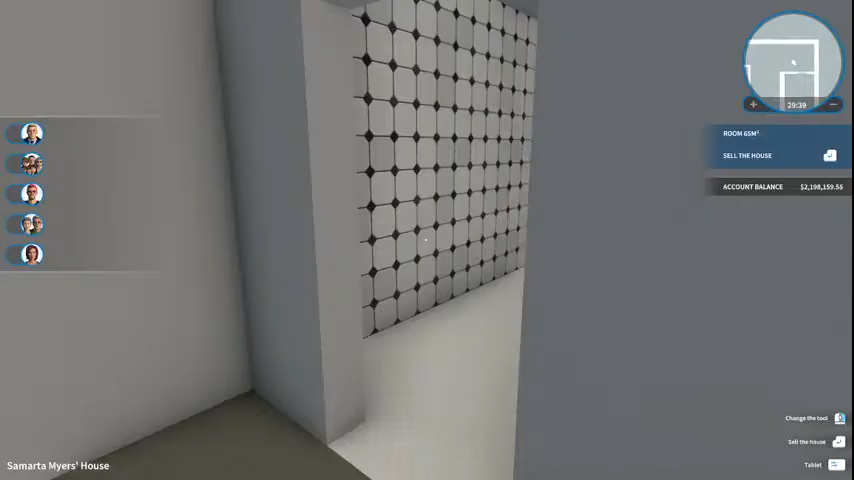 29:39
ROOM 65M²
SELL THE HOUSE
ACCOUNT BALANCE $2,198,159.55
Change the tool
Sell the house
Tablet
Samarta Myers' House